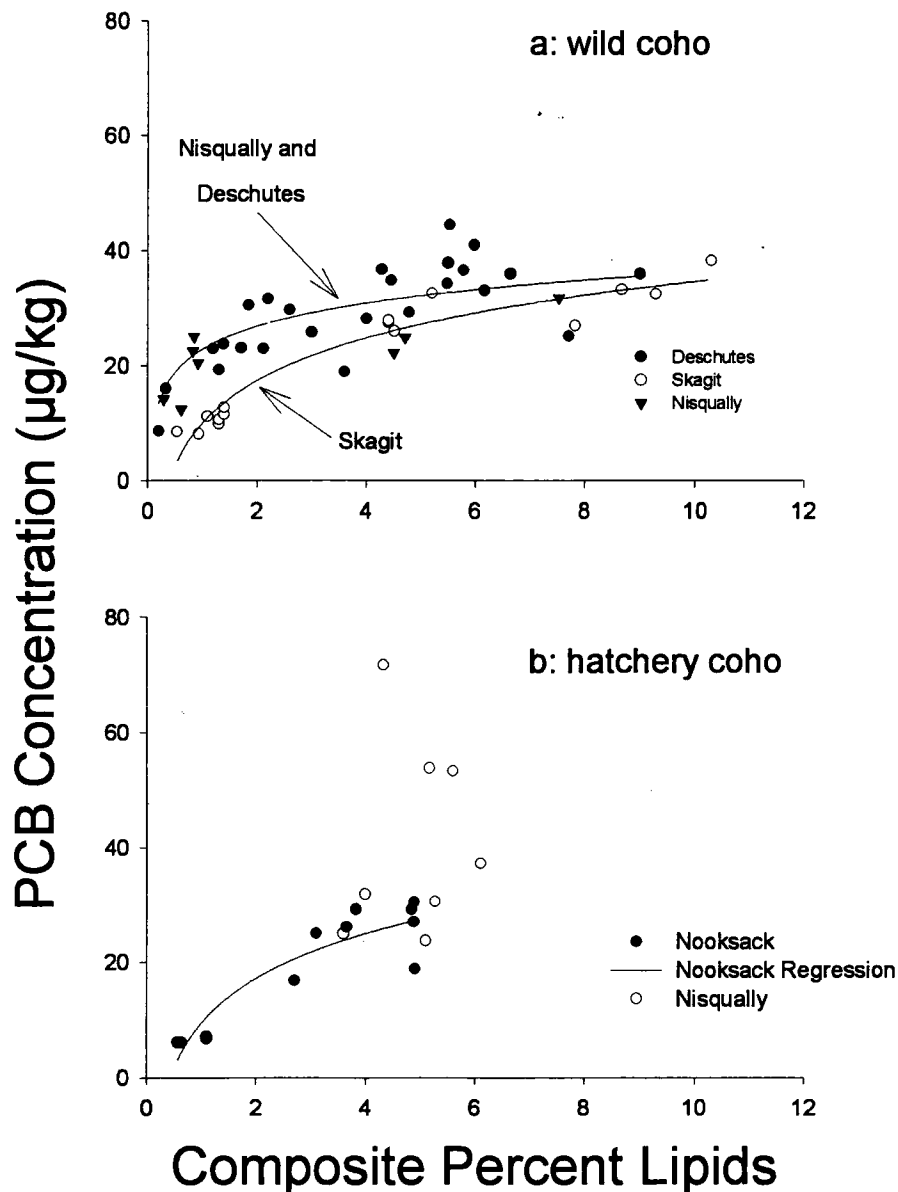 PCB Concentration (µg/kg)
80
60
40
20
0
a: wild coho
Nisqually and
Deschutes
Skagit
Deschutes
Skagit
Nisqually
0 2 4 6 8 10 12
80
60
40
20
0
b: hatchery coho
Nooksack
Nooksack Regression
Nisqually
0 2 4 6 8 10 12
Composite Percent Lipids